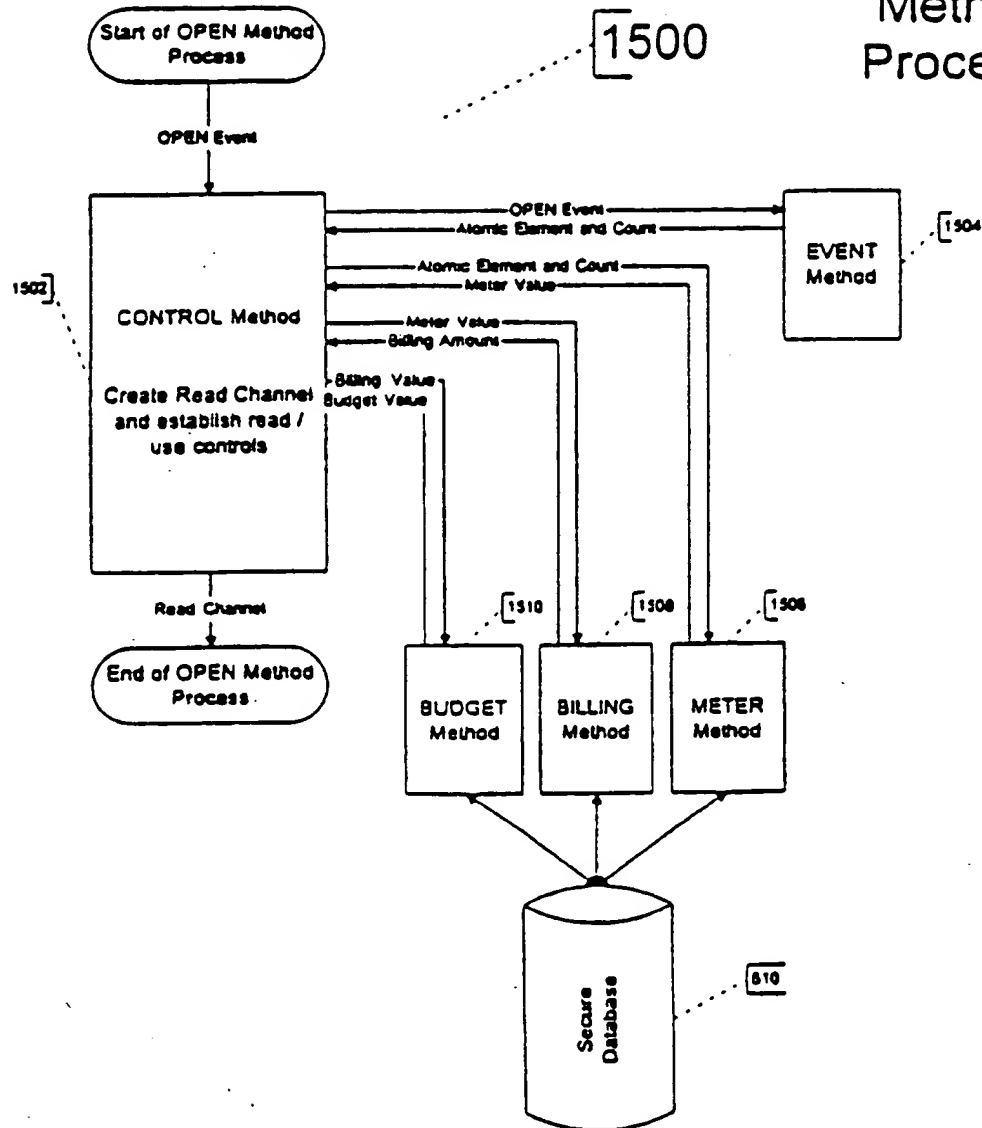 Start of OPEN Method
Process
1500
Proce
OPEN Event
OPEN Event
Atomic Element and Count
EVENT
Method
1504
1502
Atomic Element and Count
Meter Value
CONTROL Method
Meter Value
Billing Amount
Create Read Channel
and establish read /
use controls
Billing Value
Budget Value
Read Channel
End of OPEN Method
Process
1510
1508
1506
BUDGET
Method
BILLING
Method
METER
Method
Secure
Database
610